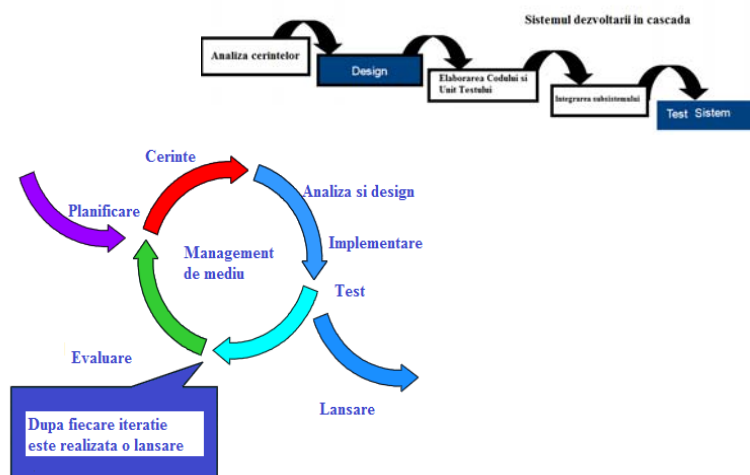 Sistemul dezvoltarii in cascada
Analiza cerintelor
Design
Elaborarea Codului si
Unit Testului
Integrarea subsistemului
Test Sistem
Cerinte
Planificare
Analiza si design
Implementare
Management
de mediu
Test
Evaluare
Lansare
Dupa fiecare iteratie
este realizata o lansare